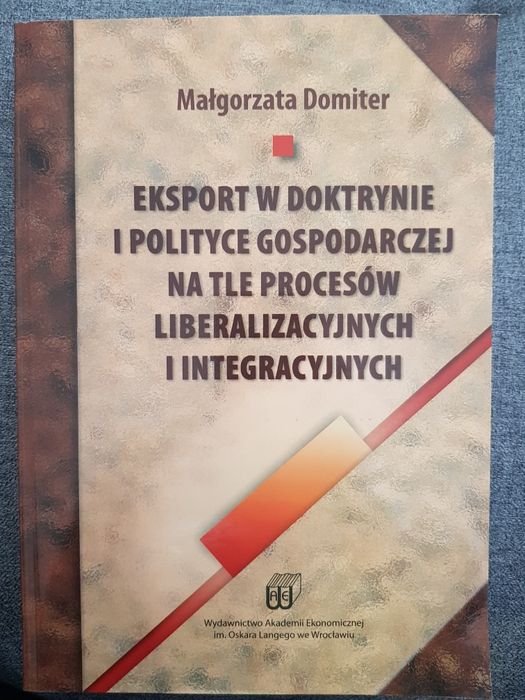 Małgorzata Domiter
EKSPORT W DOKTRYNIE
I POLITYCE GOSPODARCZEJ
NA TLE PROCESÓW
LIBERALIZACYJNYCH
I INTEGRACYJNYCH
AE
Wydawnictwo Akademii Ekonomicznej
im. Oskara Langego we Wrocławiu